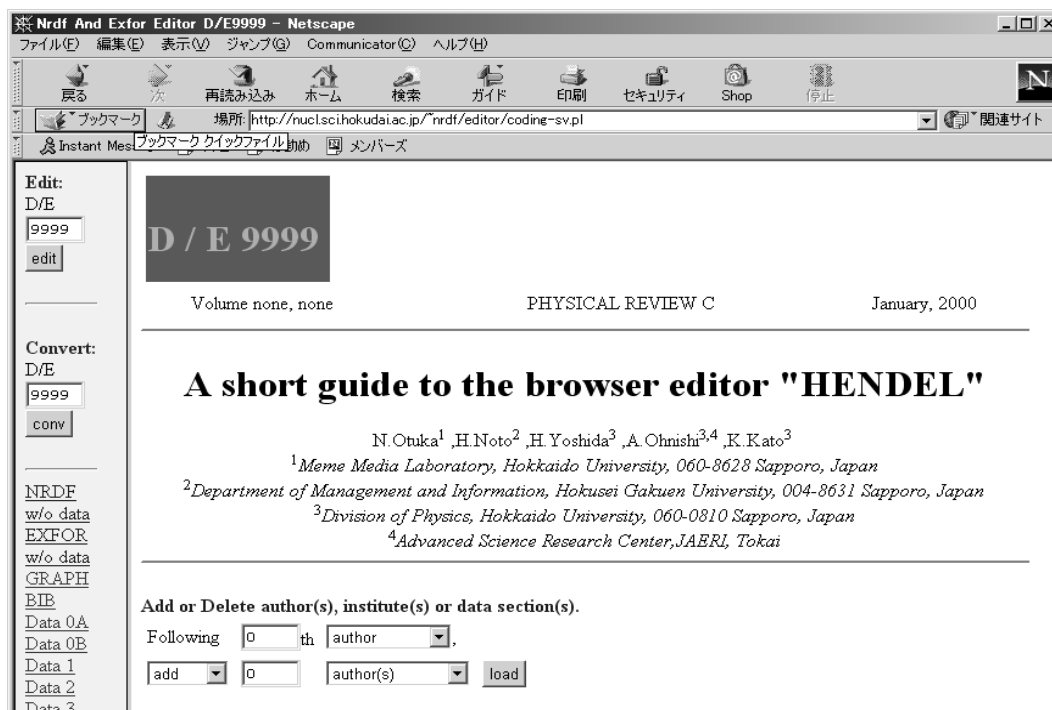 Nrdf And Exfor Editor D/E9999 - Netscape
ファイル(F) 編集(E) 表示(V) ジャンプ(G) Communicator(C) ヘルプ(H)
戻る 次 再読み込み ホーム 検索 ガイド 印刷 セキュリティ Shop 停止 N
ブックマーク 場所: http://nucl.sci.hokudai.ac.jp/~nrdf/editor/coding-sv.pl 関連サイト
Instant Mes ブックマーク クイックファイル め メンバーズ
Edit:
D/E
9999
edit
Convert:
D/E
9999
conv
NRDF
w/o data
EXFOR
w/o data
GRAPH
BIB
Data 0A
Data 0B
Data 1
Data 2
Data 3
D / E 9999
Volume none, none PHYSICAL REVIEW C January, 2000
A short guide to the browser editor "HENDEL"
N.Otuka1 ,H.Noto2 ,H.Yoshida3 ,A.Ohnishi3,4 ,K.Kato3
1Meme Media Laboratory, Hokkaido University, 060-8628 Sapporo, Japan
2Department of Management and Information, Hokusei Gakuen University, 004-8631 Sapporo, Japan
3Division of Physics, Hokkaido University, 060-0810 Sapporo, Japan
4Advanced Science Research Center,JAERI, Tokai
Add or Delete author(s), institute(s) or data section(s).
Following 0 th author ,
add 0 author(s) load